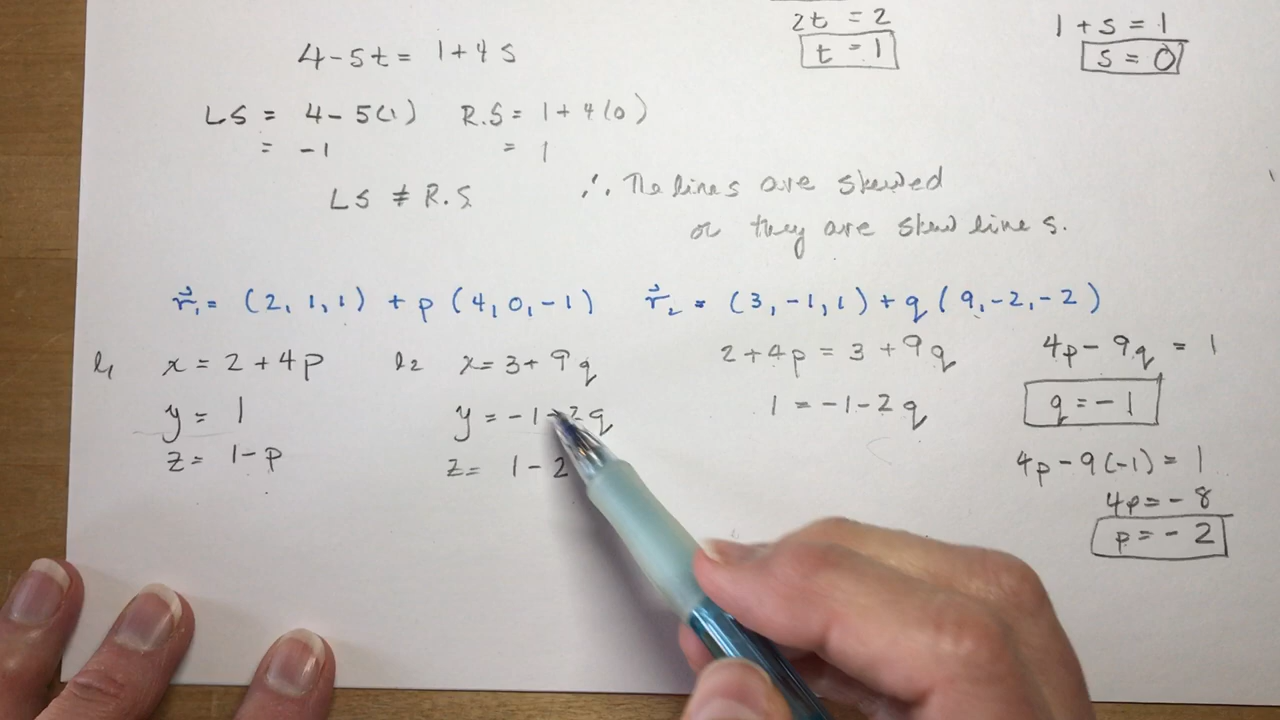 2t = 2
t = 1
1 + s = 1
s = 0
4-5t = 1+4s
LS = 4-5(1) R.S = 1+4(0)
= -1 = 1
LS ≠ R.S
∴ The lines are skewed
or they are skew lines.
r⃗₁ = (2, 1, 1) + p (4, 0, -1) r⃗₂ = (3, -1, 1) + q (9, -2, -2)
l₁ x = 2 + 4p l2 x = 3 + 9q
y = 1 y = -1-2q
z = 1-p z = 1-2
2+4p = 3+9q
1 = -1-2q
4p-9q = 1
q = -1
4p-9(-1) = 1
4p = -8
p = -2